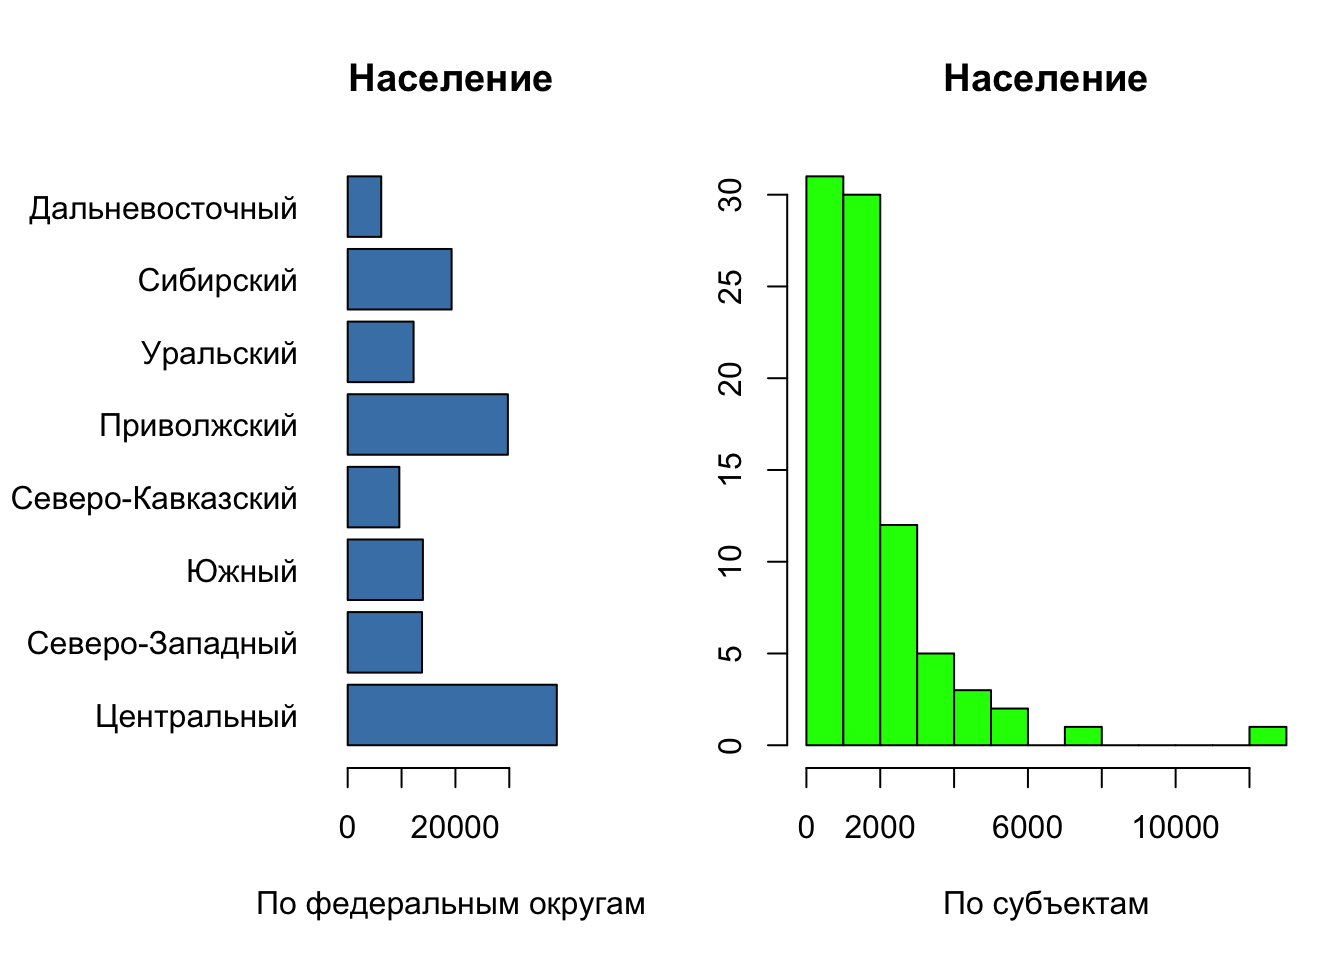 Население
Дальневосточный
Сибирский
Уральский
Приволжский
Северо-Кавказский
Южный
Северо-Западный
Центральный
0 20000
По федеральным округам
Население
30
25
20
15
10
5
0
0 2000 6000 10000
По субъектам